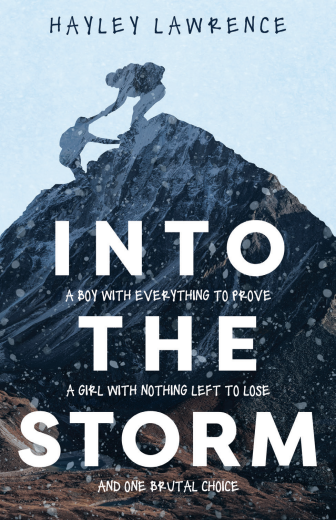 HAYLEY LAWRENCE
INTO
A BOY WITH EVERYTHING TO PROVE
THE
A GIRL WITH NOTHING LEFT TO LOSE
STORM
AND ONE BRUTAL CHOICE